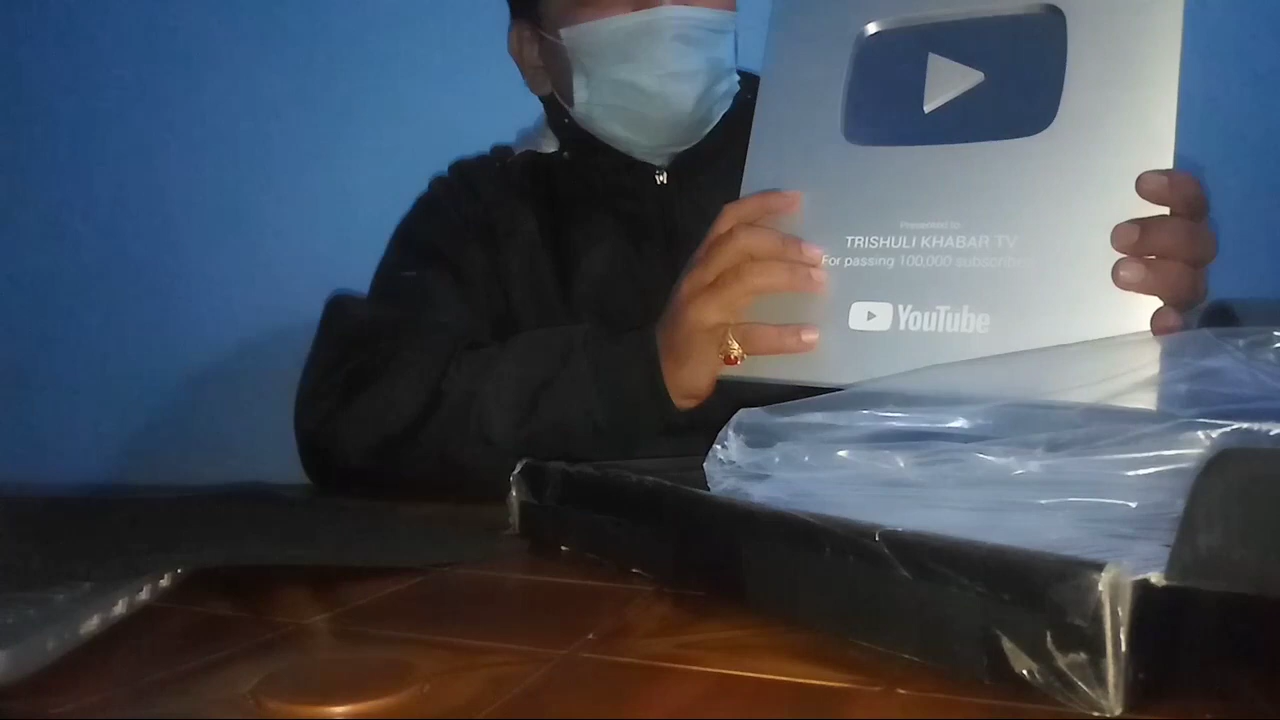 Presented to
TRISHULI KHABAR TV
For passing 100,000 subscribers
YouTube